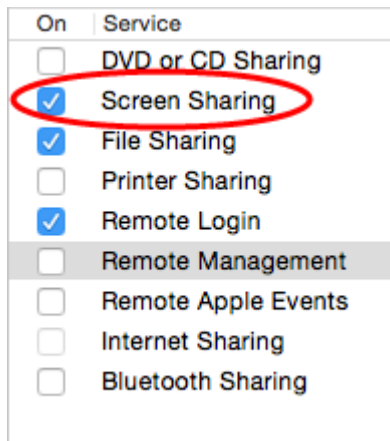 On Service
DVD or CD Sharing
Screen Sharing
File Sharing
Printer Sharing
Remote Login
Remote Management
Remote Apple Events
Internet Sharing
Bluetooth Sharing